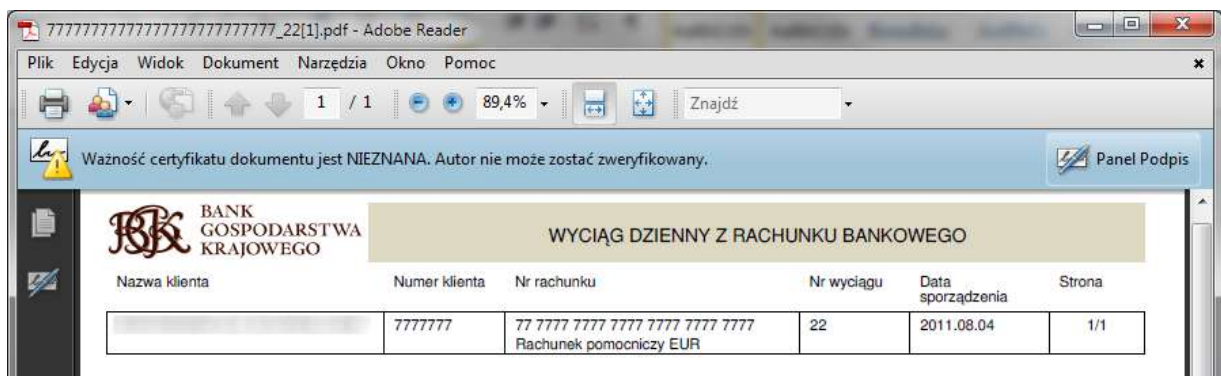 77777777777777777777777777_22[1].pdf - Adobe Reader
Plik Edycja Widok Dokument Narzędzia Okno Pomoc
1 / 1 89,4% Znajdź
Ważność certyfikatu dokumentu jest NIEZNANA. Autor nie może zostać zweryfikowany. Panel Podpis
BGK BANK
GOSPODARSTWA
KRAJOWEGO
WYCIĄG DZIENNY Z RACHUNKU BANKOWEGO
Nazwa klienta Numer klienta Nr rachunku Nr wyciągu Data sporządzenia Strona
7777777 77 7777 7777 7777 7777 7777 7777 22 2011.08.04 1/1
Rachunek pomocniczy EUR